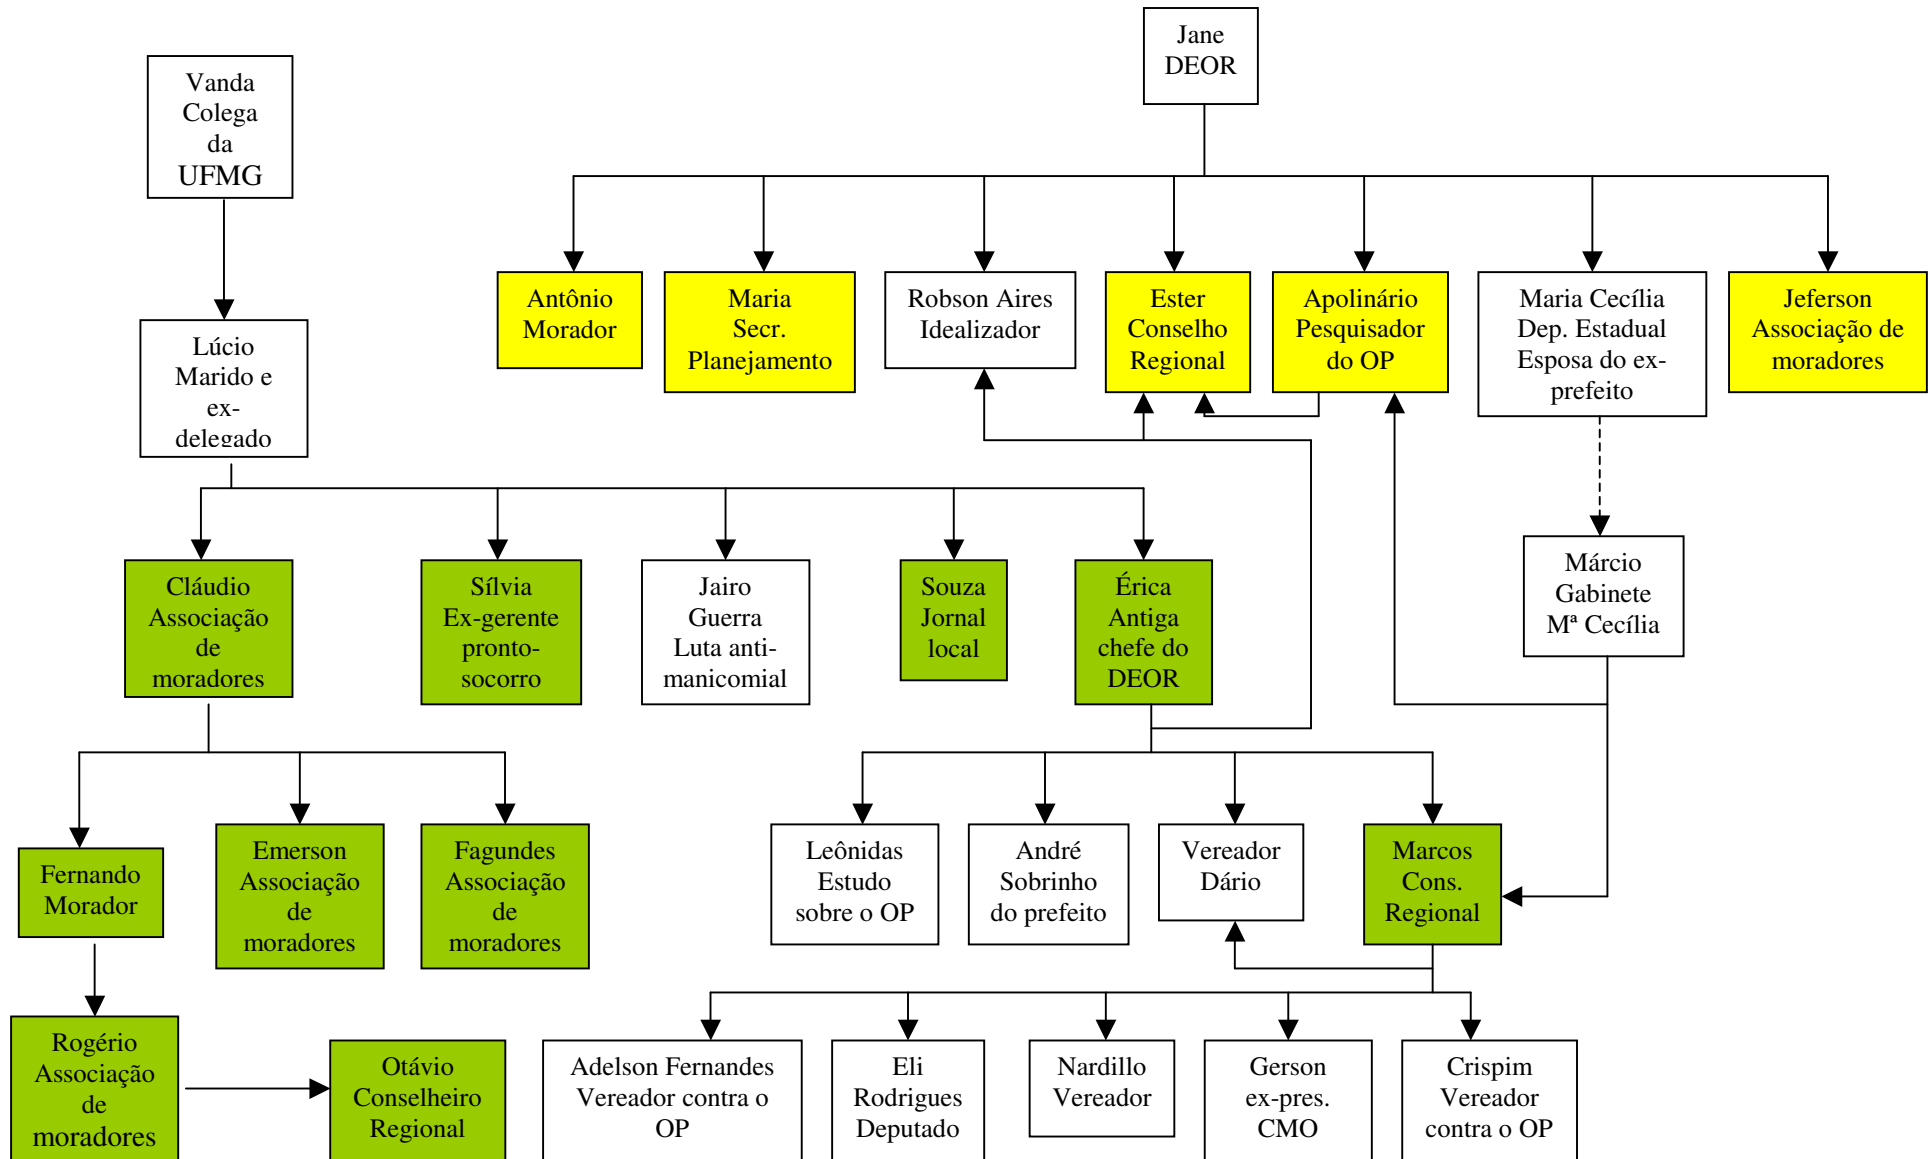 Jane
DEOR
Vanda
Colega
da
UFMG
Antônio
Morador
Maria
Secr.
Planejamento
Robson Aires
Idealizador
Ester
Conselho
Regional
Apolinário
Pesquisador
do OP
Maria Cecília
Dep. Estadual
Esposa do ex-
prefeito
Jeferson
Associação de
moradores
Lúcio
Marido e
ex-
delegado
Cláudio
Associação
de
moradores
Sílvia
Ex-gerente
pronto-
socorro
Jairo
Guerra
Luta anti-
manicomial
Souza
Jornal
local
Érica
Antiga
chefe do
DEOR
Márcio
Gabinete
Mª Cecília
Fernando
Morador
Emerson
Associação
de
moradores
Fagundes
Associação
de
moradores
Leônidas
Estudo
sobre o OP
André
Sobrinho
do prefeito
Vereador
Dário
Marcos
Cons.
Regional
Rogério
Associação
de
moradores
Otávio
Conselheiro
Regional
Adelson Fernandes
Vereador contra o
OP
Eli
Rodrigues
Deputado
Nardillo
Vereador
Gerson
ex-pres.
CMO
Crispim
Vereador
contra o OP